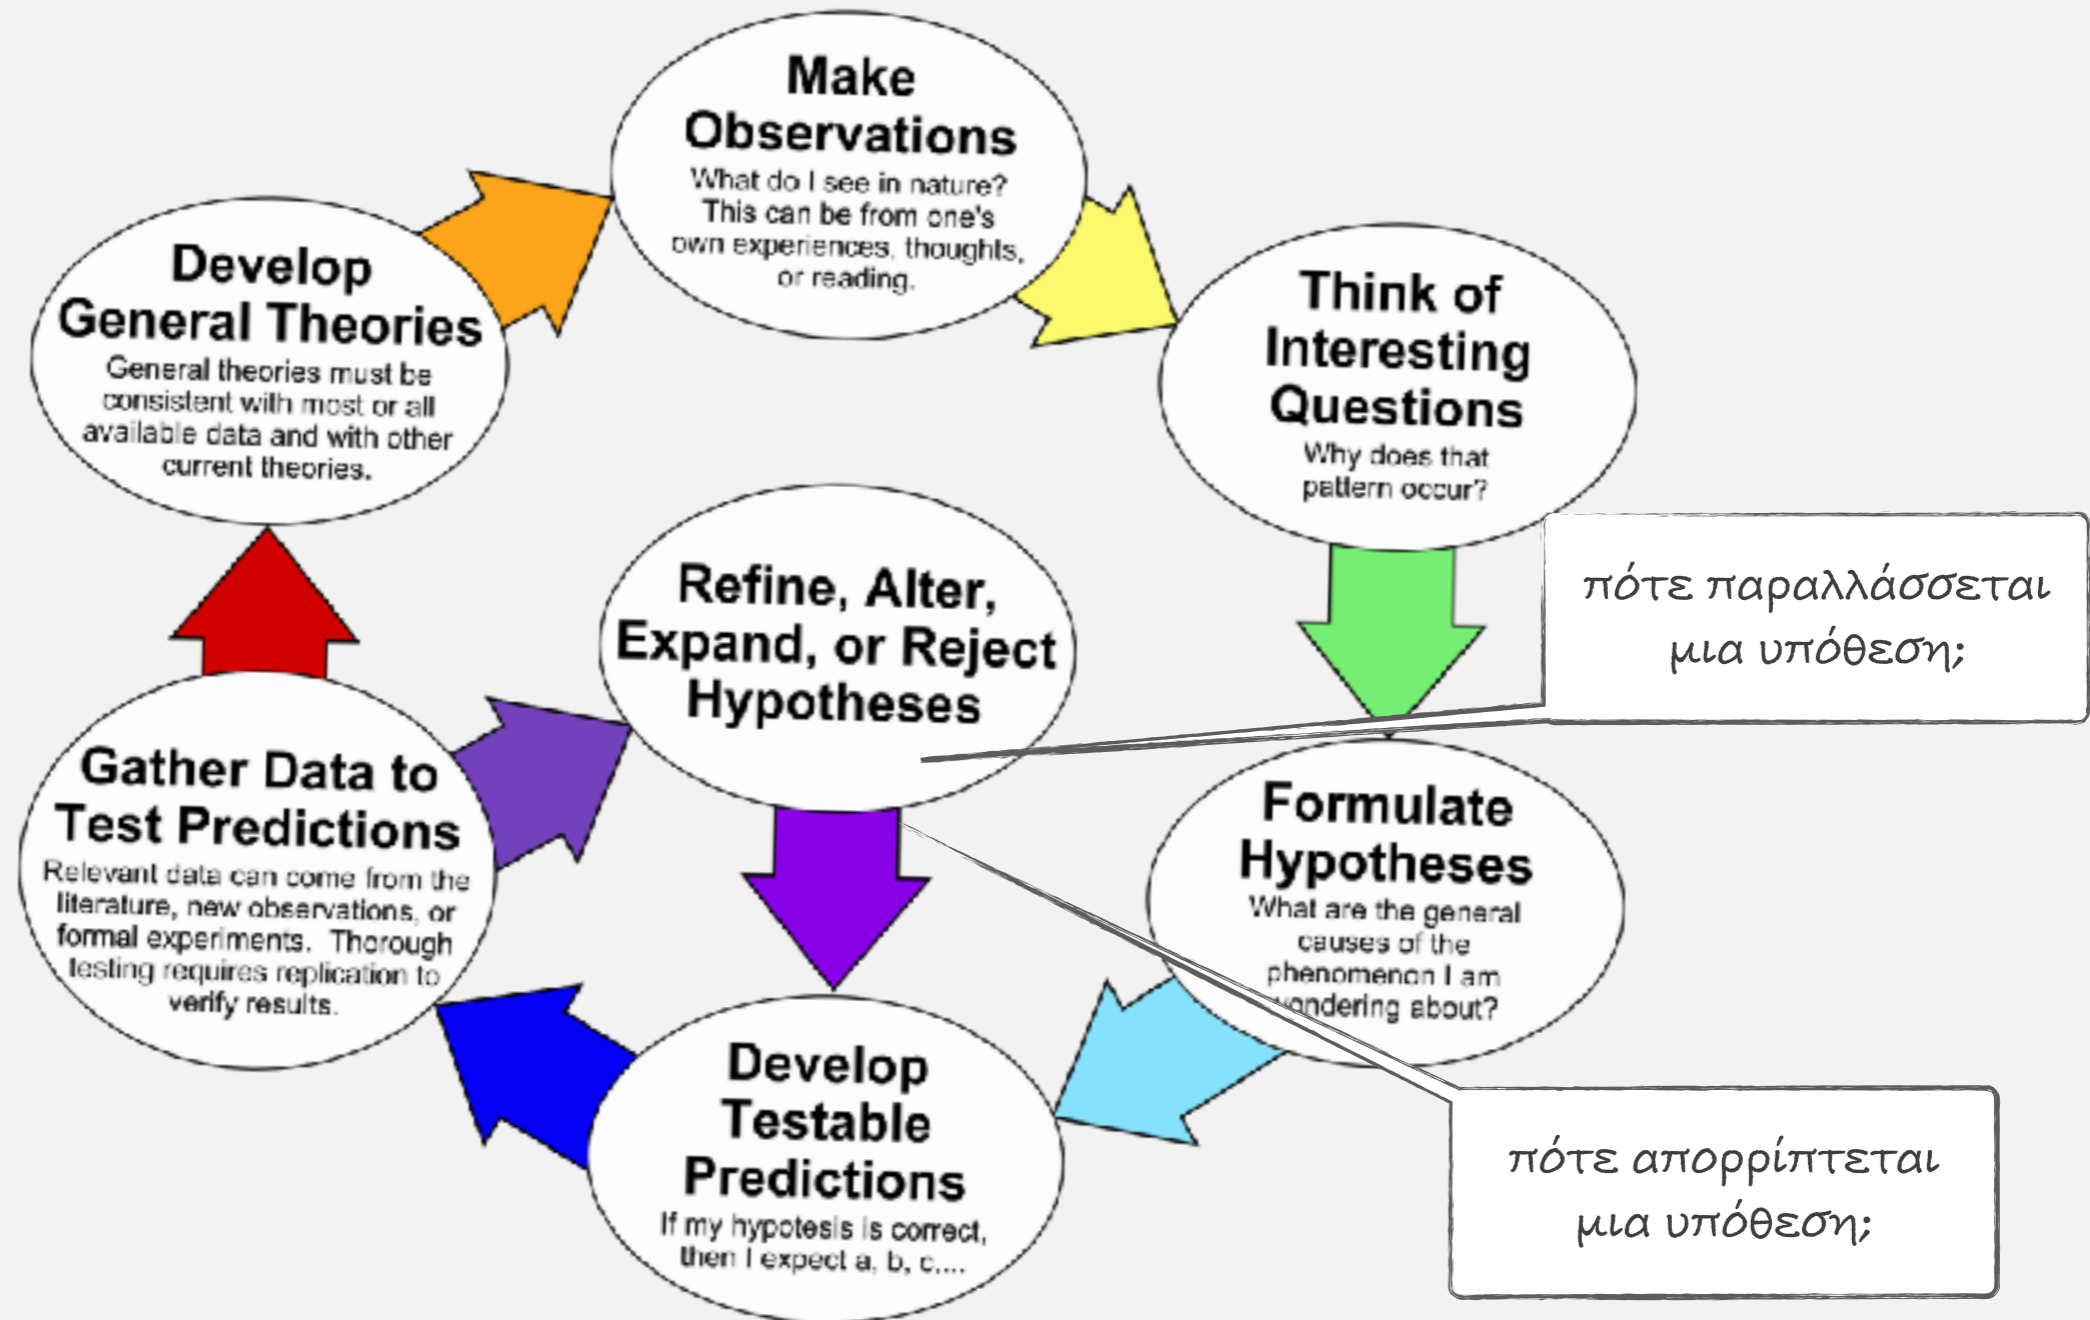 Make
Observations
What do I see in nature?
This can be from one's
own experiences, thoughts,
or reading.
Think of
Interesting
Questions
Why does that
pattern occur?
Formulate
Hypotheses
What are the general
causes of the
phenomenon I am
wondering about?
Develop
Testable
Predictions
If my hypotesis is correct,
then I expect a, b, c,...
Gather Data to
Test Predictions
Relevant data can come from the
literature, new observations, or
formal experiments. Thorough
testing requires replication to
verify results.
Refine, Alter,
Expand, or Reject
Hypotheses
Develop
General Theories
General theories must be
consistent with most or all
available data and with other
current theories.
πότε παραλλάσσεται
μια υπόθεση;
πότε απορρίπτεται
μια υπόθεση;